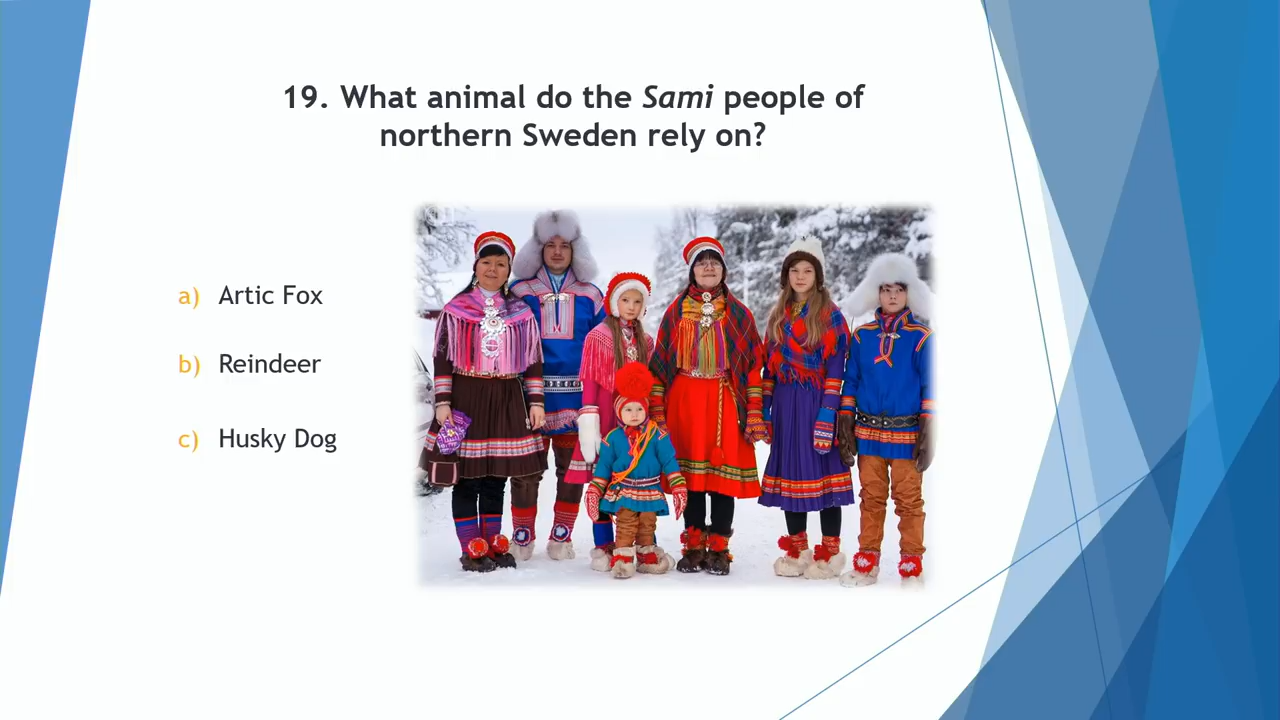 19. What animal do the Sami people of
northern Sweden rely on?
a) Artic Fox
b) Reindeer
c) Husky Dog